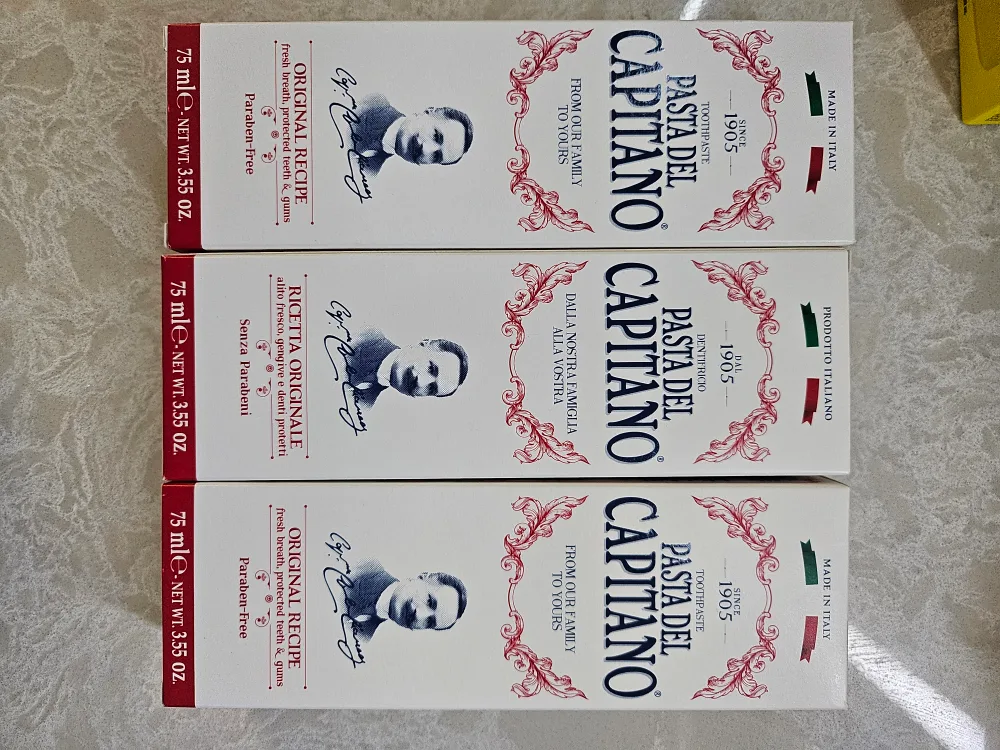 MADE IN ITALY
SINCE
1905
TOOTHPASTE
PASTA DEL
CAPITANO®
FROM OUR FAMILY
TO YOURS
ORIGINAL RECIPE
fresh breath, protected teeth & gums
Paraben-Free
75 ml℮ - NET WT. 3.55 OZ.
PRODOTTO ITALIANO
DAL
1905
DENTIFRICIO
PASTA DEL
CAPITANO®
DALLA NOSTRA FAMIGLIA
ALLA VOSTRA
RICETTA ORIGINALE
alito fresco, gengive e denti protetti
Senza Parabeni
75 ml℮ - NET WT. 3.55 OZ.
MADE IN ITALY
SINCE
1905
TOOTHPASTE
PASTA DEL
CAPITANO®
FROM OUR FAMILY
TO YOURS
ORIGINAL RECIPE
fresh breath, protected teeth & gums
Paraben-Free
75 ml℮ - NET WT. 3.55 OZ.